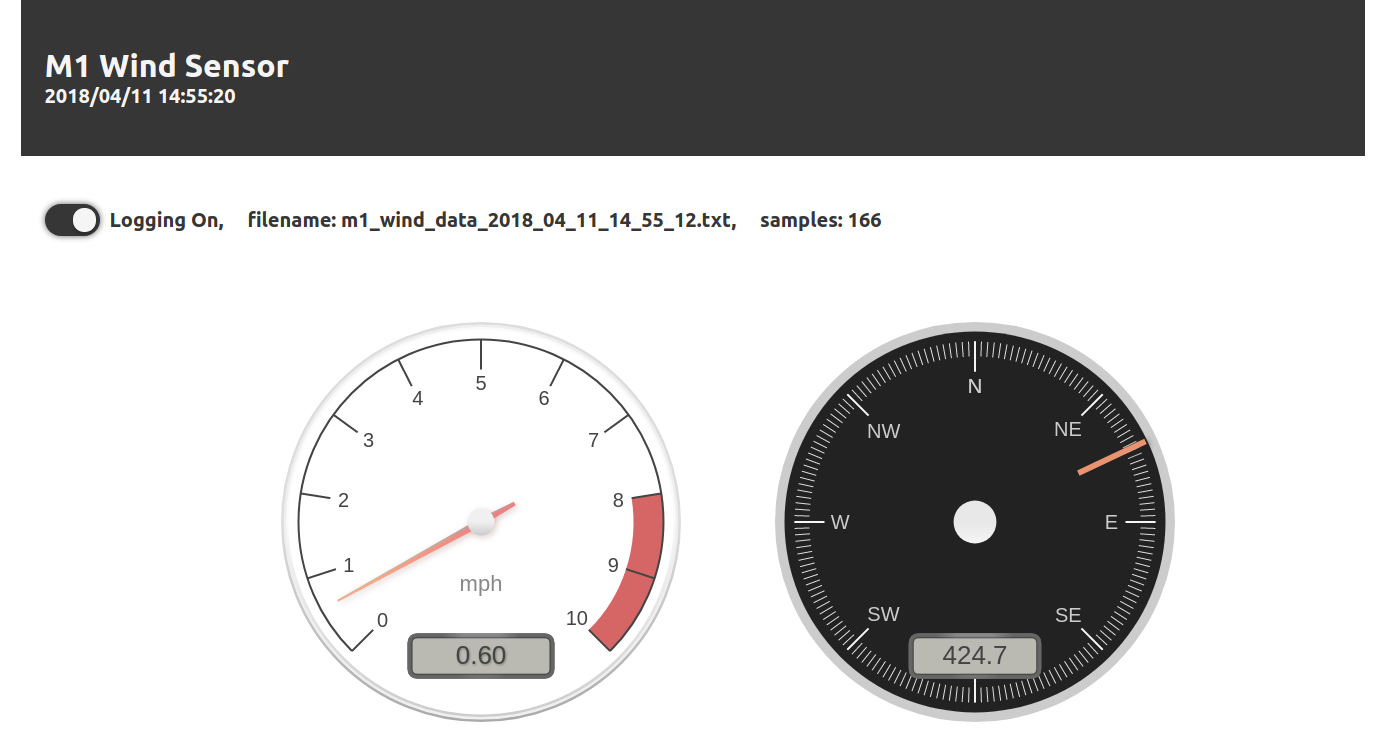 M1 Wind Sensor
2018/04/11 14:55:20
Logging On, filename: m1_wind_data_2018_04_11_14_55_12.txt, samples: 166
0
1
2
3
4
5
6
7
8
9
10
mph
0.60
N
NE
E
SE
SW
W
NW
424.7